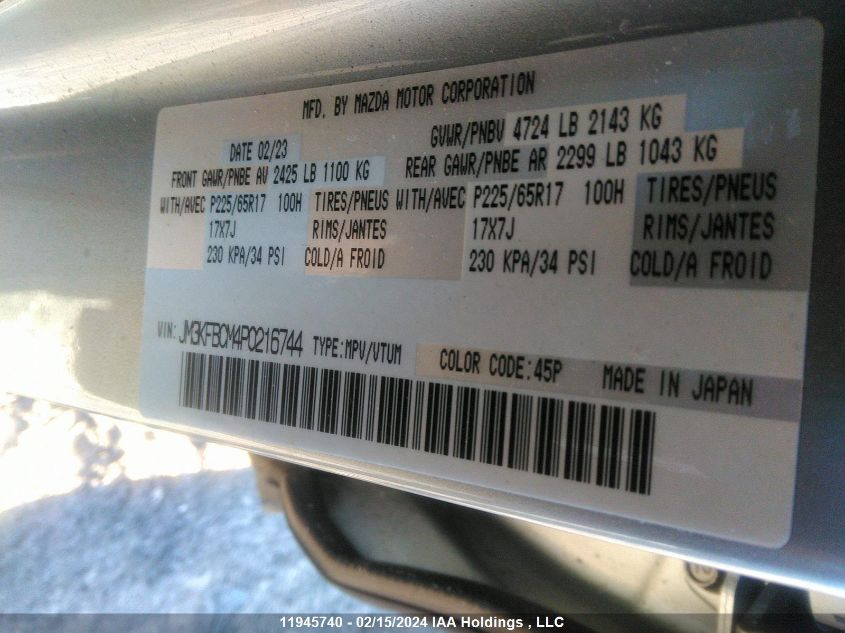 MFD. BY MAZDA MOTOR CORPORATION
DATE 02/23 GVWR/PNBV 4724 LB 2143 KG
FRONT GAWR/PNBE AV 2425 LB 1100 KG REAR GAWR/PNBE AR 2299 LB 1043 KG
WITH/AVEC P225/65R17 100H TIRES/PNEUS WITH/AVEC P225/65R17 100H TIRES/PNEUS
17X7J RIMS/JANTES 17X7J RIMS/JANTES
230 KPA/34 PSI COLD/A FROID 230 KPA/34 PSI COLD/A FROID
VIN: JM3KFBCM4P0216744 TYPE:MPV/VTUM COLOR CODE:45P MADE IN JAPAN
11945740 - 02/15/2024 IAA Holdings , LLC